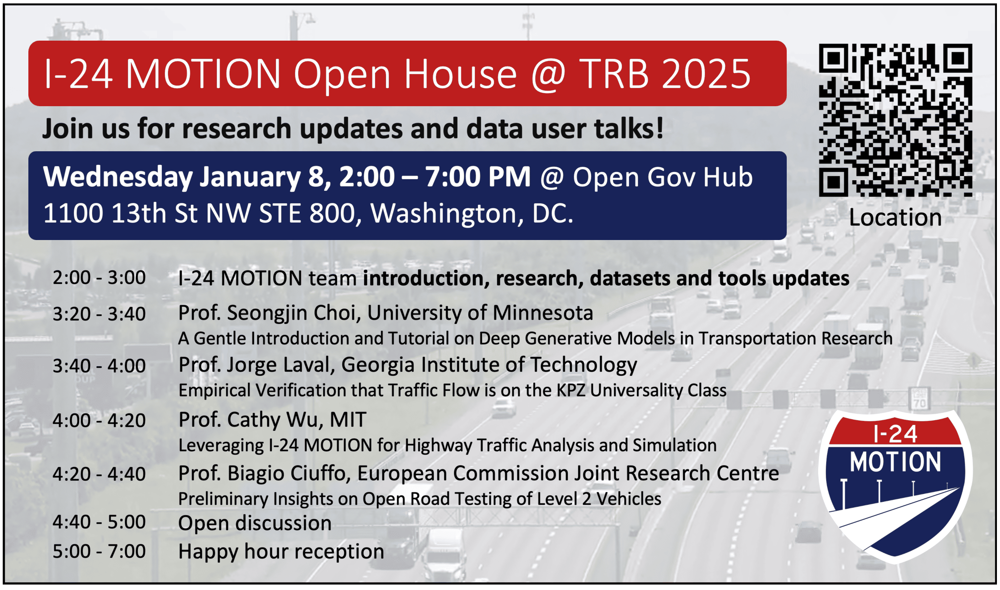 I-24 MOTION Open House @ TRB 2025
Join us for research updates and data user talks!
Wednesday January 8, 2:00 – 7:00 PM @ Open Gov Hub
1100 13th St NW STE 800, Washington, DC.
Location
2:00 - 3:00 I-24 MOTION team introduction, research, datasets and tools updates
3:20 - 3:40 Prof. Seongjin Choi, University of Minnesota
A Gentle Introduction and Tutorial on Deep Generative Models in Transportation Research
3:40 - 4:00 Prof. Jorge Laval, Georgia Institute of Technology
Empirical Verification that Traffic Flow is on the KPZ Universality Class
4:00 - 4:20 Prof. Cathy Wu, MIT
Leveraging I-24 MOTION for Highway Traffic Analysis and Simulation
4:20 - 4:40 Prof. Biagio Ciuffo, European Commission Joint Research Centre
Preliminary Insights on Open Road Testing of Level 2 Vehicles
4:40 - 5:00 Open discussion
5:00 - 7:00 Happy hour reception
70
I-24
MOTION